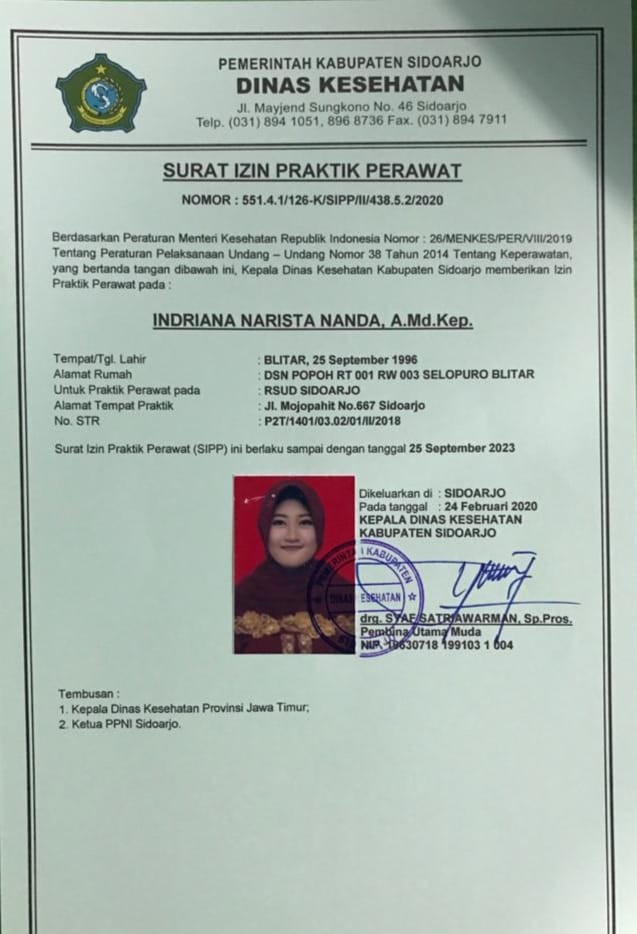 PEMERINTAH KABUPATEN SIDOARJO
DINAS KESEHATAN
Jl. Mayjend Sungkono No. 46 Sidoarjo
Telp. (031) 894 1051, 896 8736 Fax. (031) 894 7911
SURAT IZIN PRAKTIK PERAWAT
NOMOR : 551.4.1/126-K/SIPP/II/438.5.2/2020
Berdasarkan Peraturan Menteri Kesehatan Republik Indonesia Nomor : 26/MENKES/PER/VIII/2019
Tentang Peraturan Pelaksanaan Undang – Undang Nomor 38 Tahun 2014 Tentang Keperawatan,
yang bertanda tangan dibawah ini, Kepala Dinas Kesehatan Kabupaten Sidoarjo memberikan Izin
Praktik Perawat pada :
INDRIANA NARISTA NANDA, A.Md.Kep.
Tempat/Tgl. Lahir : BLITAR, 25 September 1996
Alamat Rumah : DSN POPOH RT 001 RW 003 SELOPURO BLITAR
Untuk Praktik Perawat pada : RSUD SIDOARJO
Alamat Tempat Praktik : Jl. Mojopahit No.667 Sidoarjo
No. STR : P2T/1401/03.02/01/II/2018
Surat Izin Praktik Perawat (SIPP) ini berlaku sampai dengan tanggal 25 September 2023
Dikeluarkan di : SIDOARJO
Pada tanggal : 24 Februari 2020
KEPALA DINAS KESEHATAN
KABUPATEN SIDOARJO
PEMERINTA KABUPATEN
DINAS KESEHATAN
drg. SYAF SATRIAWARMAN, Sp.Pros.
Pembina Utama Muda
NIP. 19630718 199103 1 004
Tembusan :
1. Kepala Dinas Kesehatan Provinsi Jawa Timur;
2. Ketua PPNI Sidoarjo.